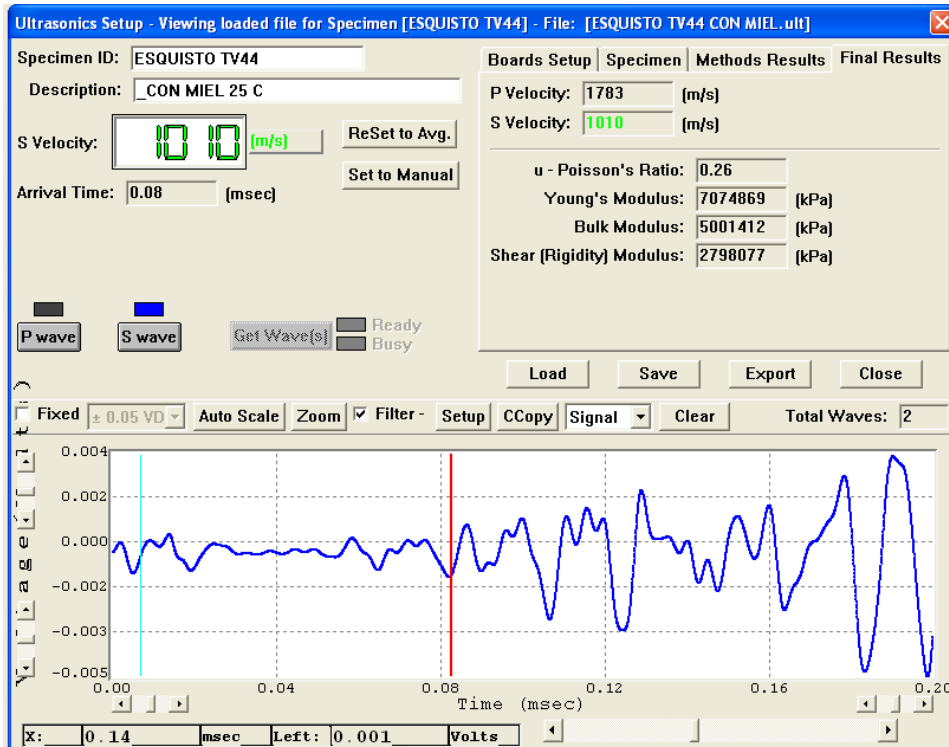 Ultrasonics Setup - Viewing loaded file for Specimen [ESQUISTO TV44] - File: [ESQUISTO TV44 CON MIEL.ult]
Specimen ID: ESQUISTO TV44
Description: _CON MIEL 25 C
S Velocity: 1010 (m/s) ReSet to Avg.
Set to Manual
Arrival Time: 0.08 (msec)
Boards Setup Specimen Methods Results Final Results
P Velocity: 1783 (m/s)
S Velocity: 1010 (m/s)
u - Poisson's Ratio: 0.26
Young's Modulus: 7074869 (kPa)
Bulk Modulus: 5001412 (kPa)
Shear (Rigidity) Modulus: 2798077 (kPa)
P wave S wave Get Wave(s) Ready
Busy
Load Save Export Close
Fixed ± 0.05 VD Auto Scale Zoom Filter - Setup CCopy Signal Clear Total Waves: 2
0.004
0.002
0.000
-0.002
-0.003
-0.005
0.00 0.04 0.08 0.12 0.16 0.20
Time (msec)
X: 0.14 msec Left: 0.001 Volts